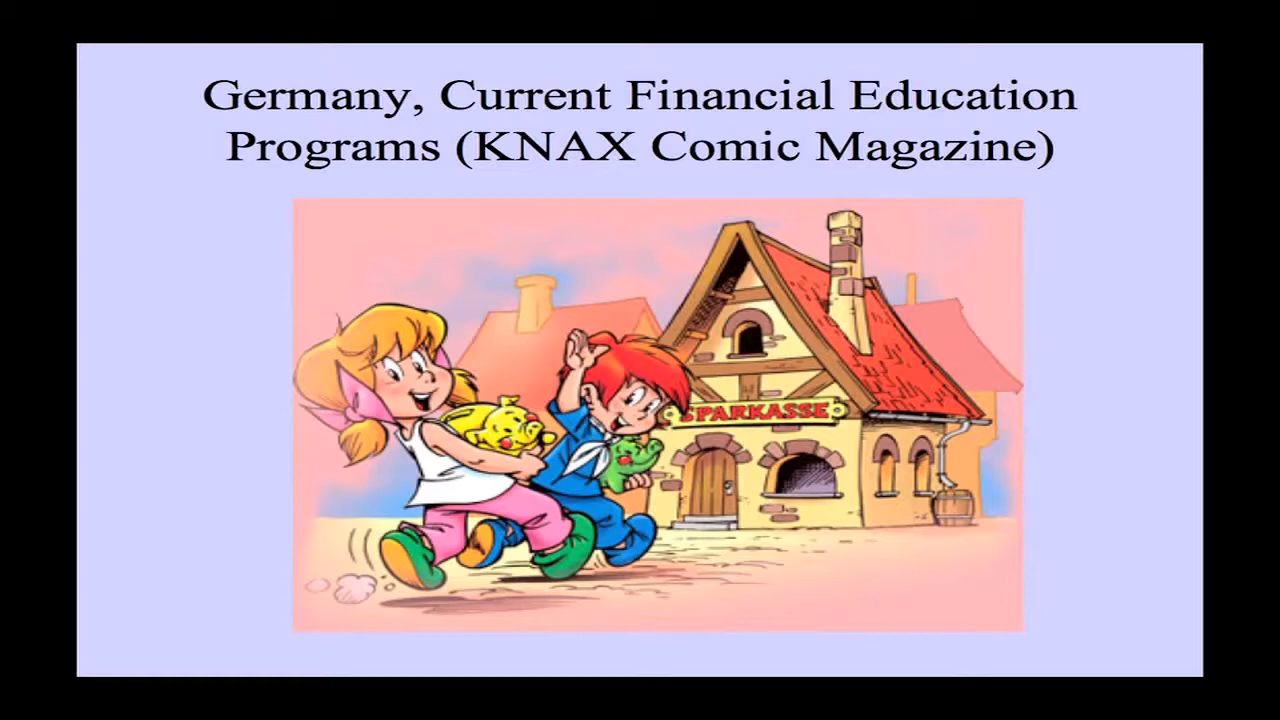 Germany, Current Financial Education
Programs (KNAX Comic Magazine)
SPARKASSE